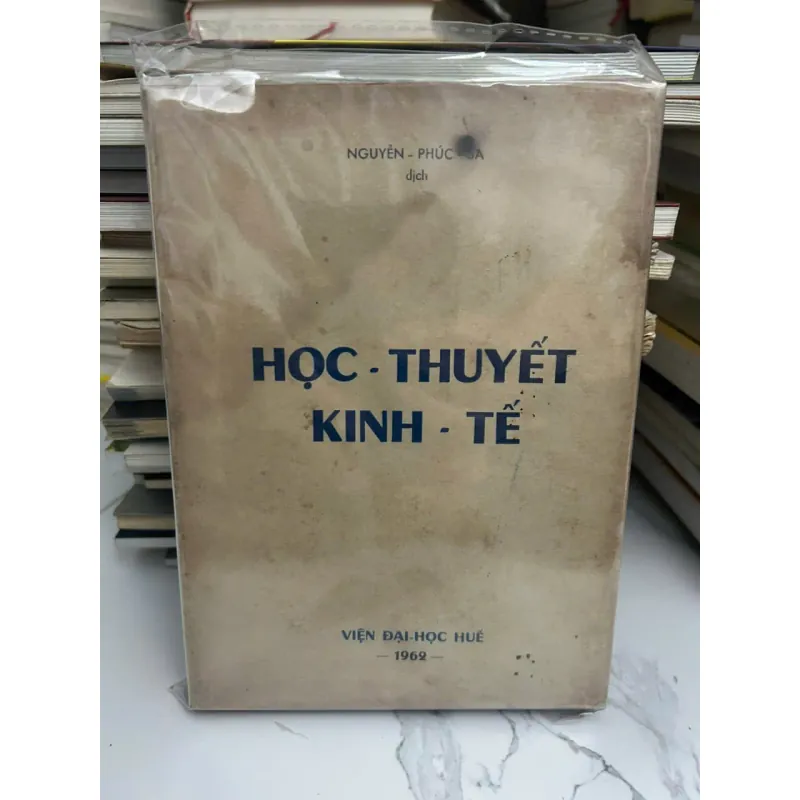 NGUYỄN - PHÚC -
dịch
HỌC - THUYẾT
KINH - TẾ
VIỆN ĐẠI-HỌC HUẾ
— 1962 —